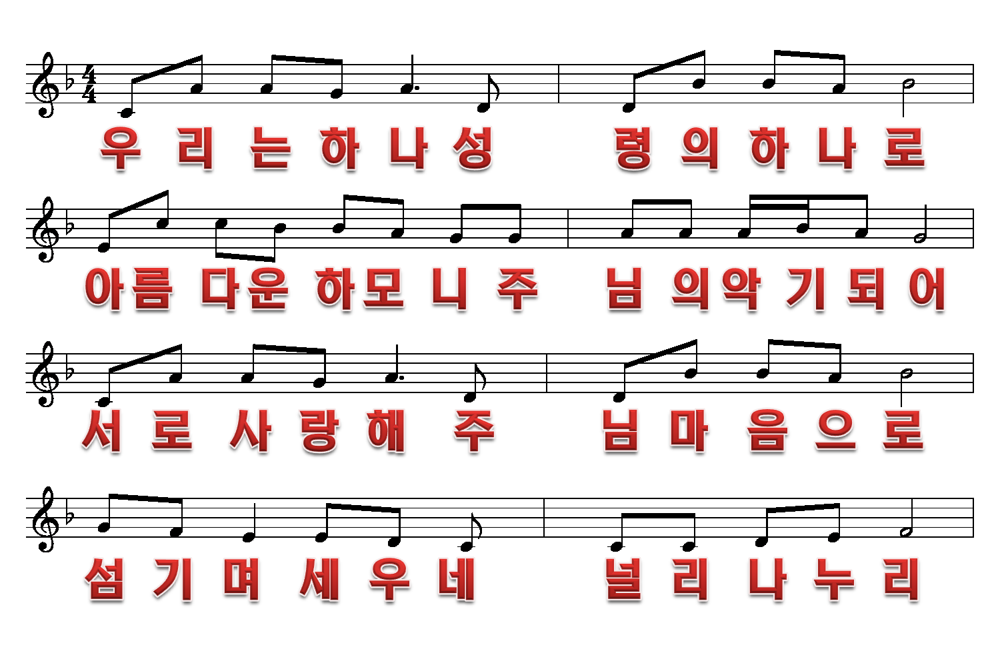 4/4
우 리 는 하 나 성 령 의 하 나 로
아름 다운 하모 니 주 님 의악 기 되 어
서 로 사 랑 해 주 님 마 음 으 로
섬 기 며 세 우 네 널 리 나 누 리